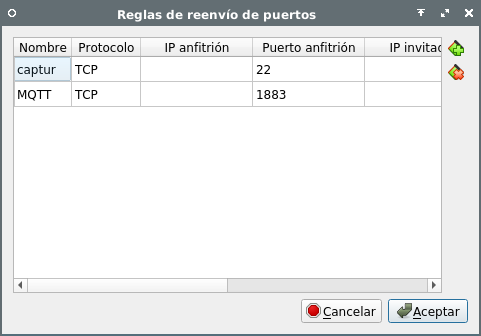 Reglas de reenvío de puertos
Nombre Protocolo IP anfitrión Puerto anfitrión IP invitad
captur TCP 22
MQTT TCP 1883
Cancelar Aceptar